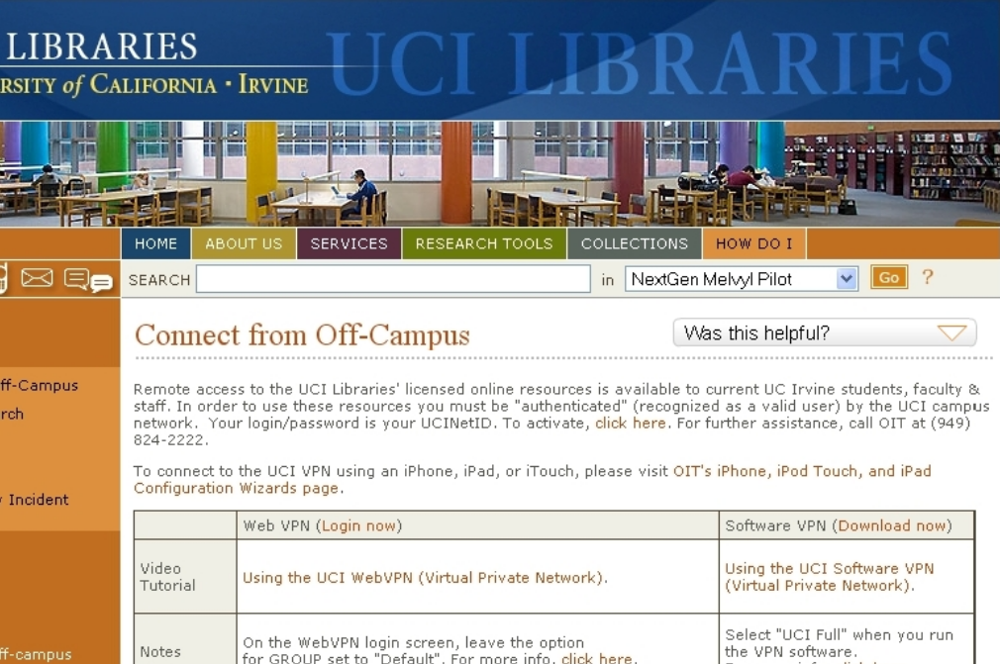 LIBRARIES
UCI LIBRARIES
RSITY of CALIFORNIA · IRVINE
HOME
ABOUT US
SERVICES
RESEARCH TOOLS
COLLECTIONS
HOW DO I
SEARCH
in
NextGen Melvyl Pilot
Go
?
Connect from Off-Campus
Was this helpful?
ff-Campus
rch
Incident
ff-campus
Remote access to the UCI Libraries' licensed online resources is available to current UC Irvine students, faculty &
staff. In order to use these resources you must be "authenticated" (recognized as a valid user) by the UCI campus
network. Your login/password is your UCINetID. To activate, click here. For further assistance, call OIT at (949)
824-2222.
To connect to the UCI VPN using an iPhone, iPad, or iTouch, please visit OIT's iPhone, iPod Touch, and iPad
Configuration Wizards page.
Web VPN (Login now)
Software VPN (Download now)
Video
Tutorial
Using the UCI WebVPN (Virtual Private Network).
Using the UCI Software VPN
(Virtual Private Network).
Notes
On the WebVPN login screen, leave the option
for GROUP set to "Default". For more info, click here.
Select "UCI Full" when you run
the VPN software.